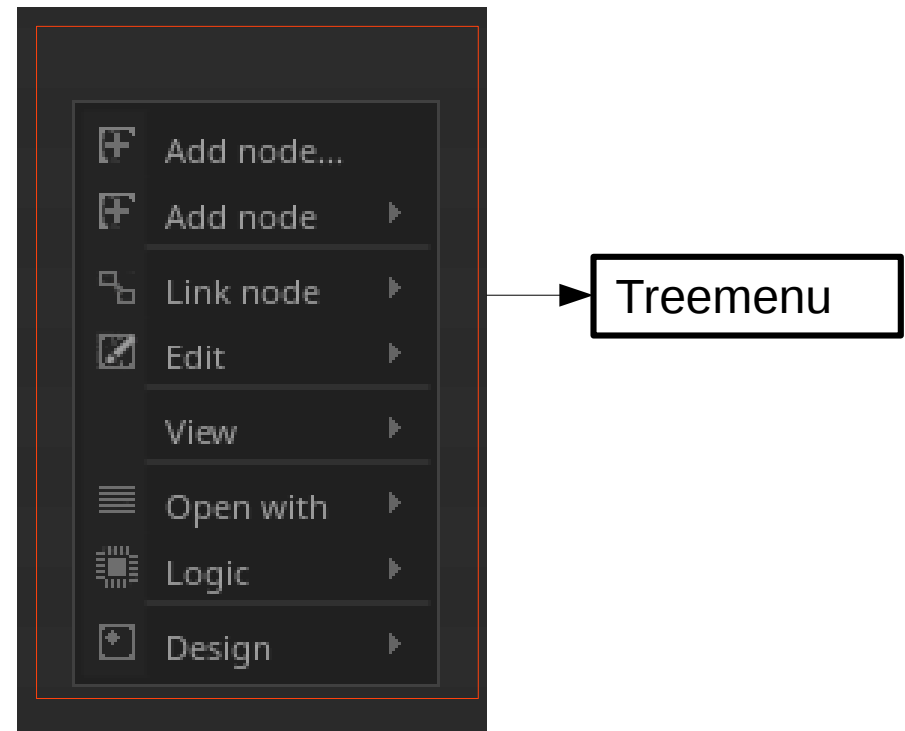 Add node...
Add node
Link node
Edit
View
Open with
Logic
Design
Treemenu